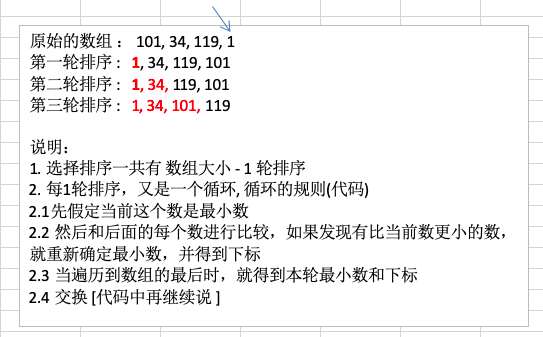 原始的数组 ： 101, 34, 119, 1
第一轮排序 : 1, 34, 119, 101
第二轮排序 : 1, 34, 119, 101
第三轮排序 : 1, 34, 101, 119
说明:
1. 选择排序一共有 数组大小 - 1 轮排序
2. 每1轮排序，又是一个循环, 循环的规则(代码)
2.1先假定当前这个数是最小数
2.2 然后和后面的每个数进行比较，如果发现有比当前数更小的数，
就重新确定最小数，并得到下标
2.3 当遍历到数组的最后时，就得到本轮最小数和下标
2.4 交换 [代码中再继续说 ]